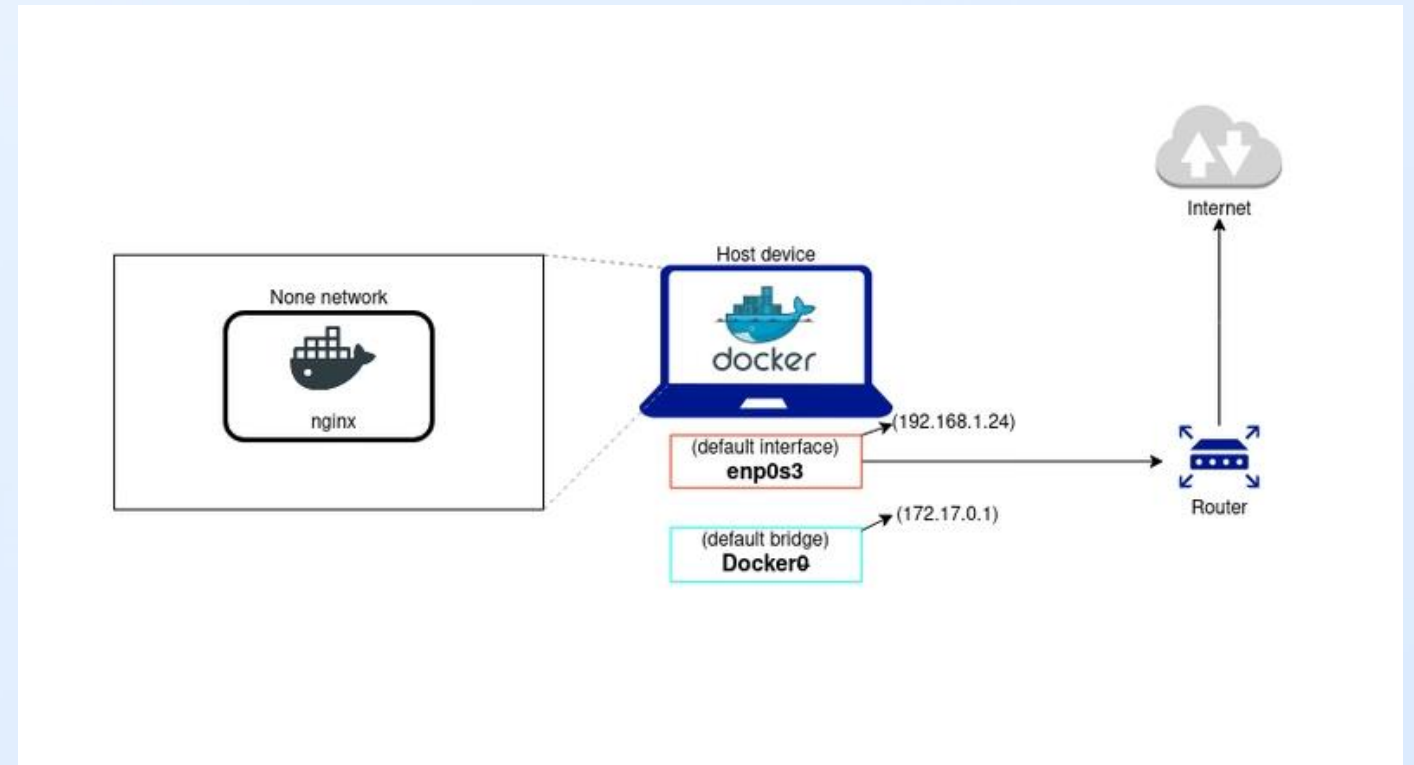 Internet
Host device
None network
docker
nginx
(192.168.1.24)
(default interface)
enp0s3
Router
(172.17.0.1)
(default bridge)
Docker0